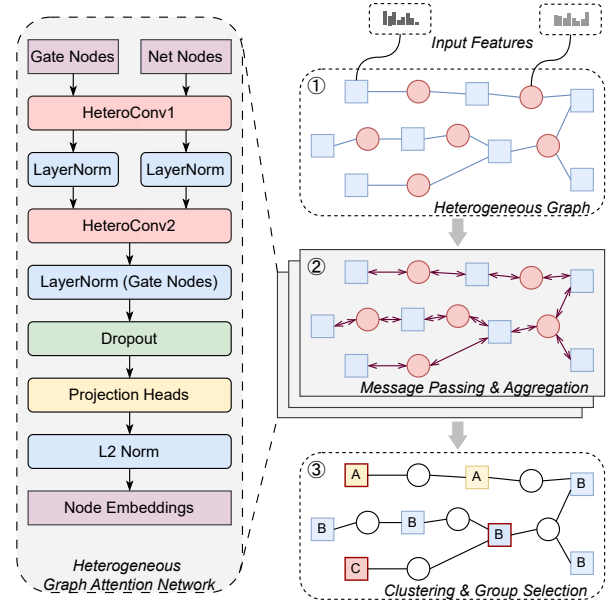 Gate Nodes
Net Nodes
HeteroConv1
LayerNorm
LayerNorm
HeteroConv2
LayerNorm (Gate Nodes)
Dropout
Projection Heads
L2 Norm
Node Embeddings
Heterogeneous
Graph Attention Network
Input Features
①
Heterogeneous Graph
②
Message Passing & Aggregation
③
A
A
B
B
B
B
B
C
Clustering & Group Selection